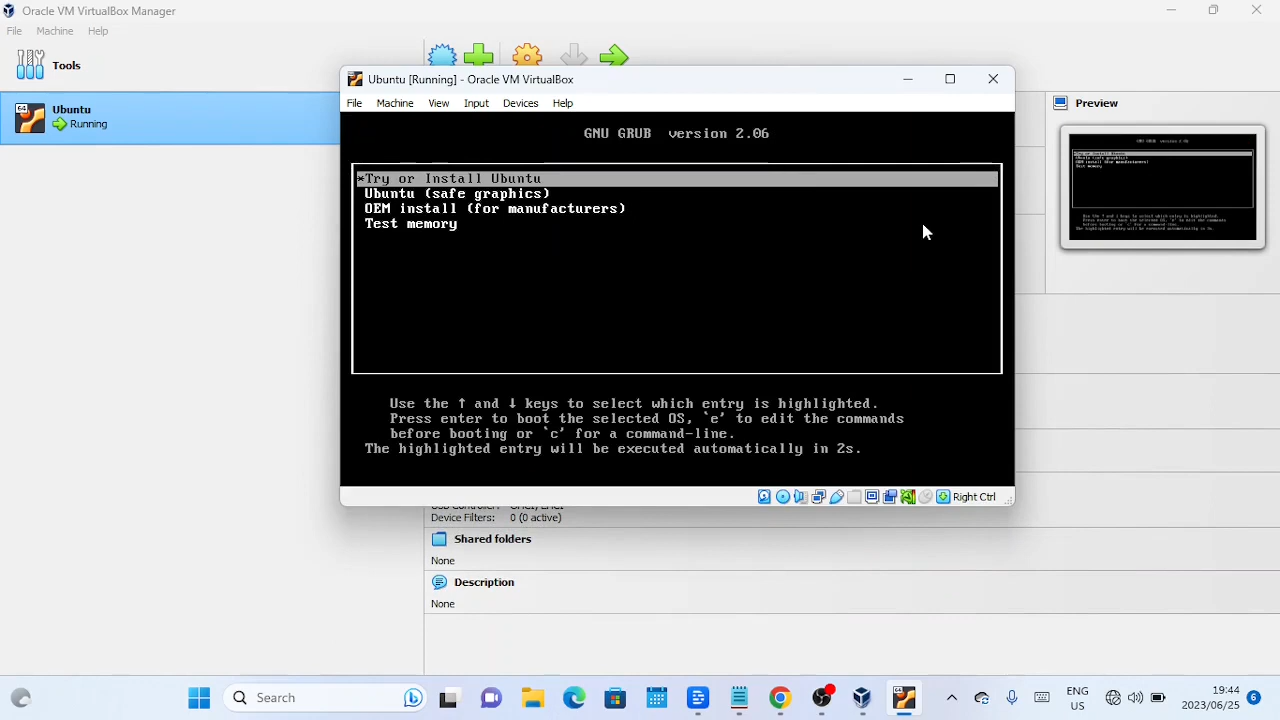 Oracle VM VirtualBox Manager
File Machine Help
Tools
Ubuntu
Running
Ubuntu [Running] - Oracle VM VirtualBox
File Machine View Input Devices Help
GNU GRUB version 2.06
*Try or Install Ubuntu
Ubuntu (safe graphics)
OEM install (for manufacturers)
Test memory
Use the ↑ and ↓ keys to select which entry is highlighted.
Press enter to boot the selected OS, `e' to edit the commands
before booting or `c' for a command-line.
The highlighted entry will be executed automatically in 2s.
Right Ctrl
Preview
Device Filters: 0 (0 active)
Shared folders
None
Description
None
Search
ENG
US
19:44
2023/06/25
6